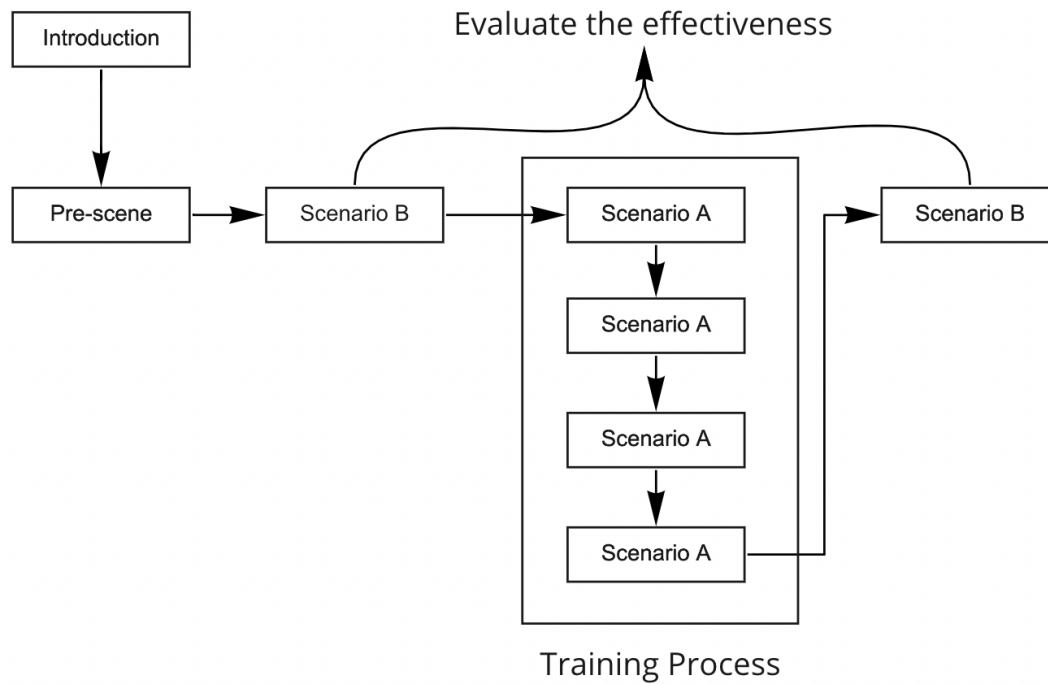 Introduction
Evaluate the effectiveness
Pre-scene
Scenario B
Scenario A
Scenario B
Scenario A
Scenario A
Scenario A
Training Process